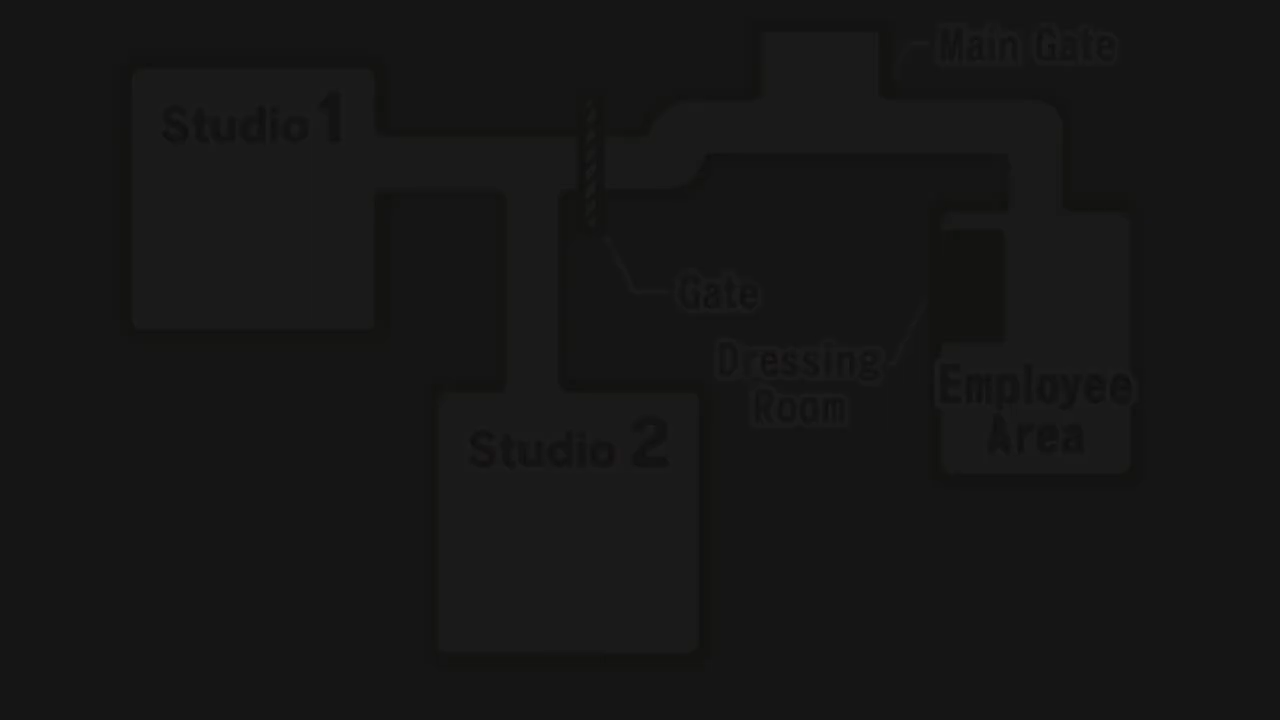 Main Gate
Studio 1
Gate
Dressing
Room
Employee
Area
Studio 2